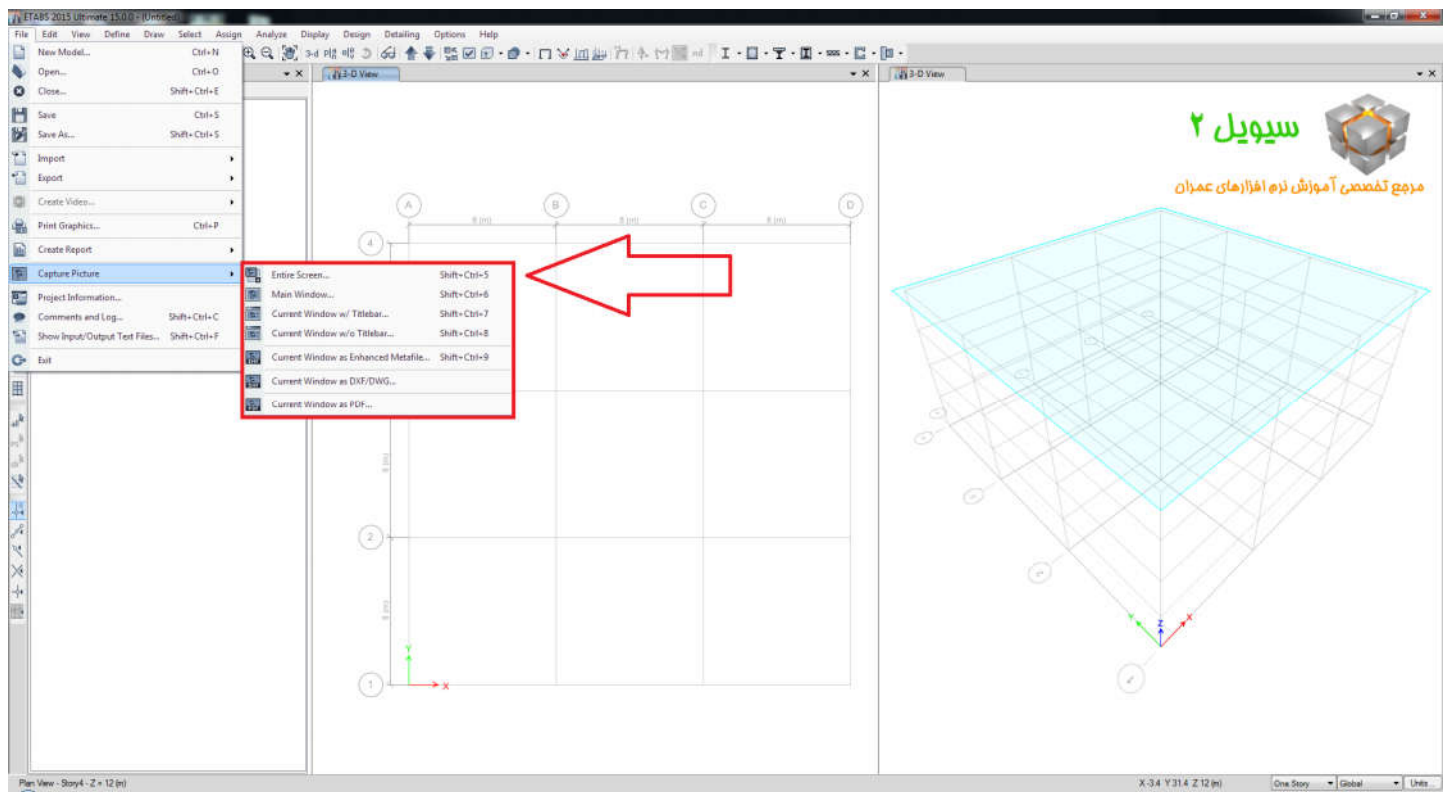 ETABS 2015 Ultimate 15.0.0 - (Untitled)
File Edit View Define Draw Select Assign Analyze Display Design Detailing Options Help
New Model... Ctrl+N
Open... Ctrl+O
Close... Shift+Ctrl+E
Save Ctrl+S
Save As... Shift+Ctrl+S
Import
Export
Create Video...
Print Graphics... Ctrl+P
Create Report
Capture Picture
Project Information...
Comments and Log... Shift+Ctrl+C
Show Input/Output Text Files... Shift+Ctrl+F
Exit
Entire Screen... Shift+Ctrl+5
Main Window... Shift+Ctrl+6
Current Window w/ Titlebar... Shift+Ctrl+7
Current Window w/o Titlebar... Shift+Ctrl+8
Current Window as Enhanced Metafile... Shift+Ctrl+9
Current Window as DXF/DWG...
Current Window as PDF...
3-d
3-D View
3-D View
سیویل ۲
مرجع تخصصی آموزش نرم افزارهای عمران
A B C D
8 (m) 8 (m) 8 (m)
4
8 (m)
2
8 (m)
1
Y
X
Y Z X
Plan View - Story4 - Z = 12 (m)
X -3.4 Y 31.4 Z 12 (m)
One Story
Global
Units...